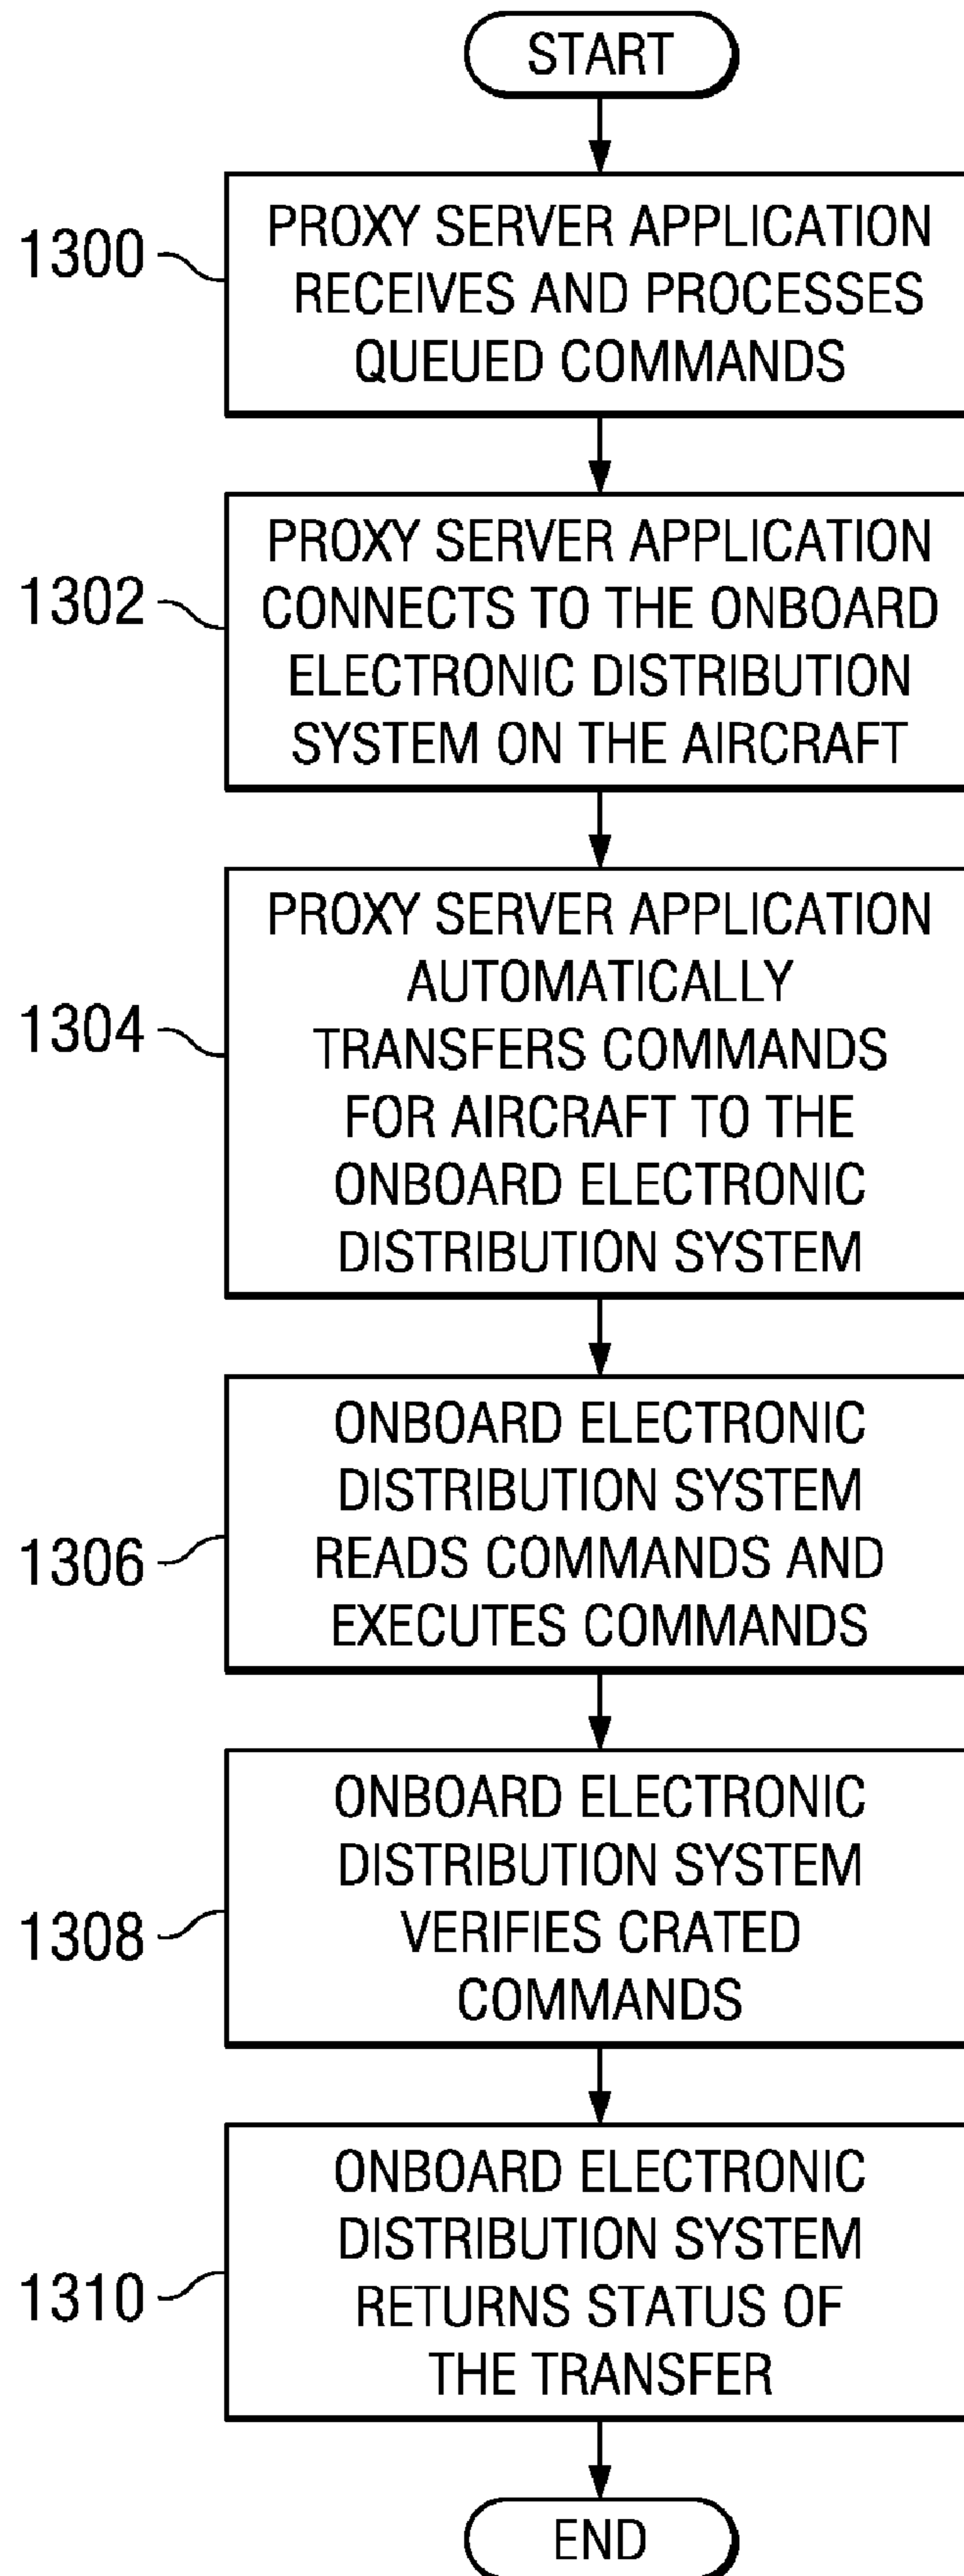 START
1300
PROXY SERVER APPLICATION
RECEIVES AND PROCESSES
QUEUED COMMANDS
1302
PROXY SERVER APPLICATION
CONNECTS TO THE ONBOARD
ELECTRONIC DISTRIBUTION
SYSTEM ON THE AIRCRAFT
1304
PROXY SERVER APPLICATION
AUTOMATICALLY
TRANSFERS COMMANDS
FOR AIRCRAFT TO THE
ONBOARD ELECTRONIC
DISTRIBUTION SYSTEM
1306
ONBOARD ELECTRONIC
DISTRIBUTION SYSTEM
READS COMMANDS AND
EXECUTES COMMANDS
1308
ONBOARD ELECTRONIC
DISTRIBUTION SYSTEM
VERIFIES CRATED
COMMANDS
1310
ONBOARD ELECTRONIC
DISTRIBUTION SYSTEM
RETURNS STATUS OF
THE TRANSFER
END